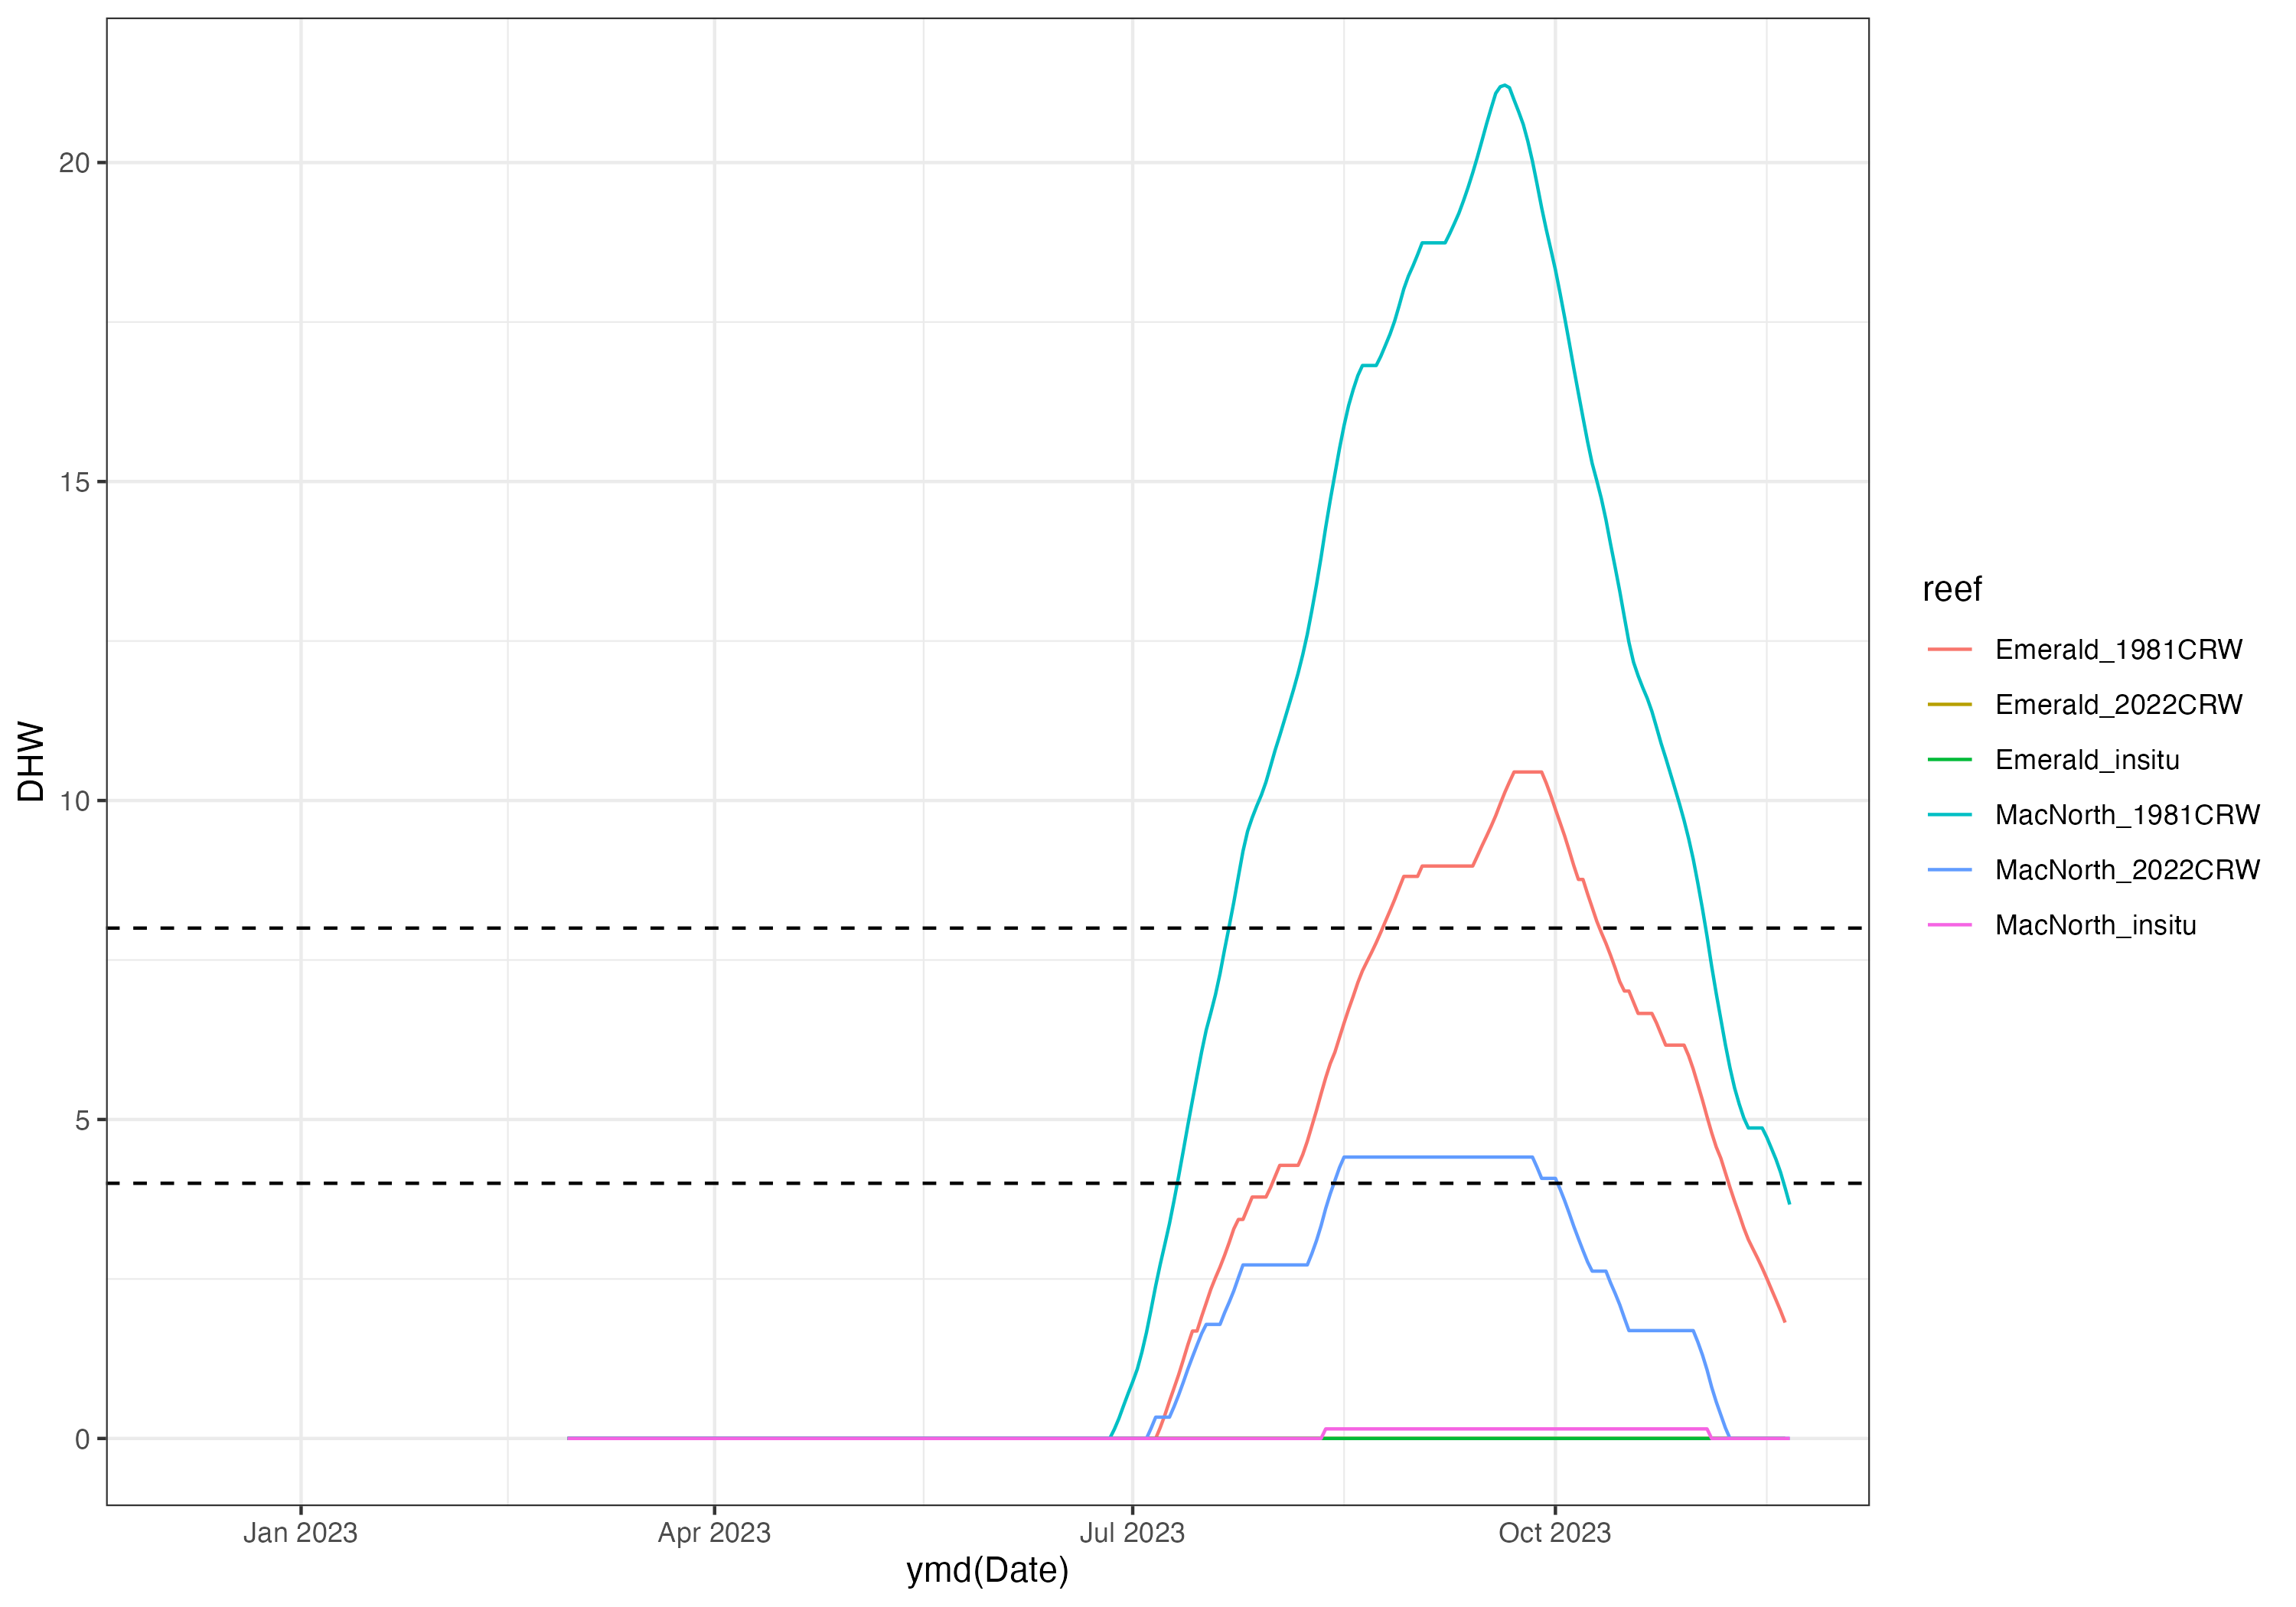 DHW
20
15
10
5
0
Jan 2023
Apr 2023
Jul 2023
Oct 2023
ymd(Date)
reef
Emerald_1981CRW
Emerald_2022CRW
Emerald_insitu
MacNorth_1981CRW
MacNorth_2022CRW
MacNorth_insitu